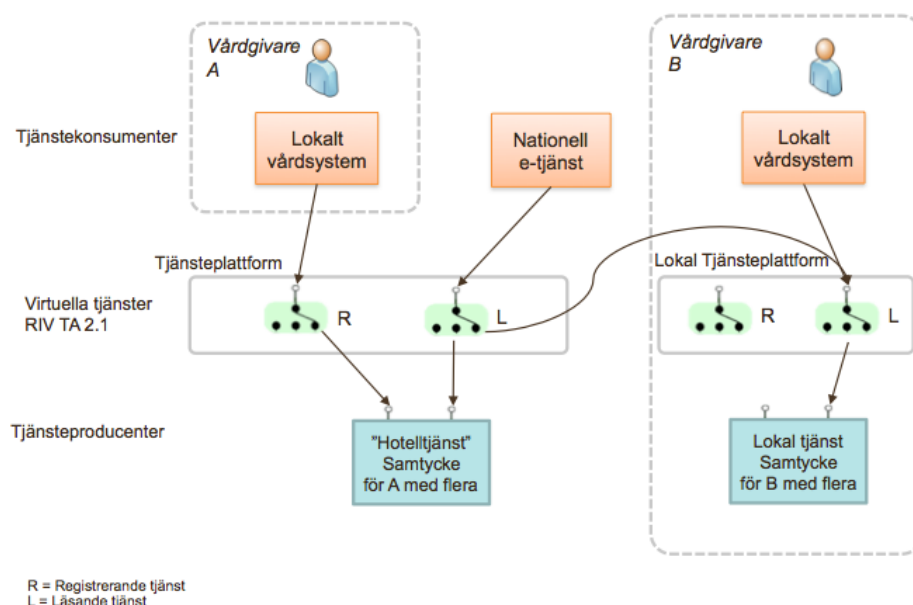 Vårdgivare
A
Vårdgivare
B
Tjänstekonsumenter
Lokalt
vårdsystem
Nationell
e-tjänst
Lokalt
vårdsystem
Tjänsteplattform
Lokal Tjänsteplattform
Virtuella tjänster
RIV TA 2.1
R
L
R
L
Tjänsteproducenter
"Hotelltjänst"
Samtycke
för A med flera
Lokal tjänst
Samtycke
för B med flera
R = Registrerande tjänst
L = Läsande tjänst